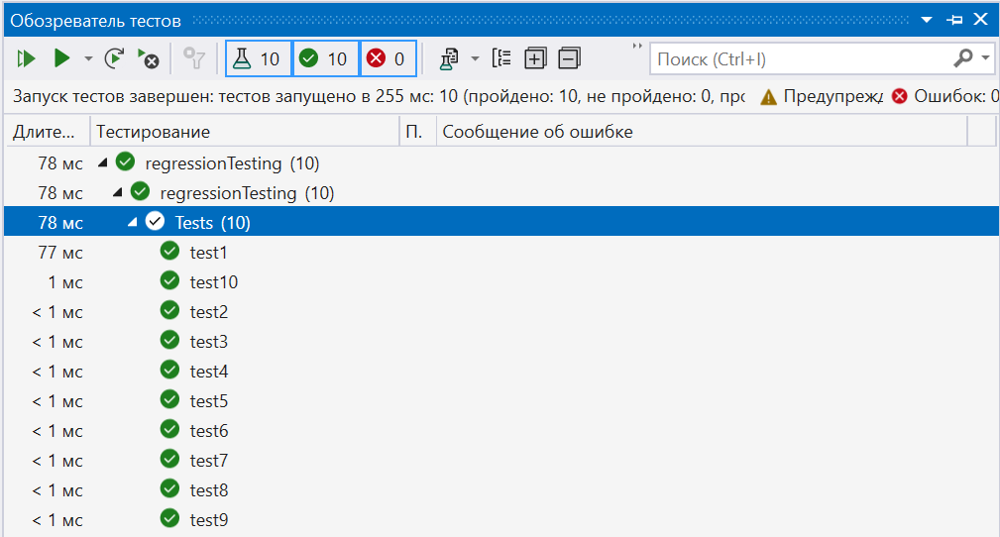 Обозреватель тестов
10 10 0 Поиск (Ctrl+I)
Запуск тестов завершен: тестов запущено в 255 мс: 10 (пройдено: 10, не пройдено: 0, прс Предупрежд Ошибок: 0
Длите... Тестирование П. Сообщение об ошибке
78 мс regressionTesting (10)
78 мс regressionTesting (10)
78 мс Tests (10)
77 мс test1
1 мс test10
< 1 мс test2
< 1 мс test3
< 1 мс test4
< 1 мс test5
< 1 мс test6
< 1 мс test7
< 1 мс test8
< 1 мс test9